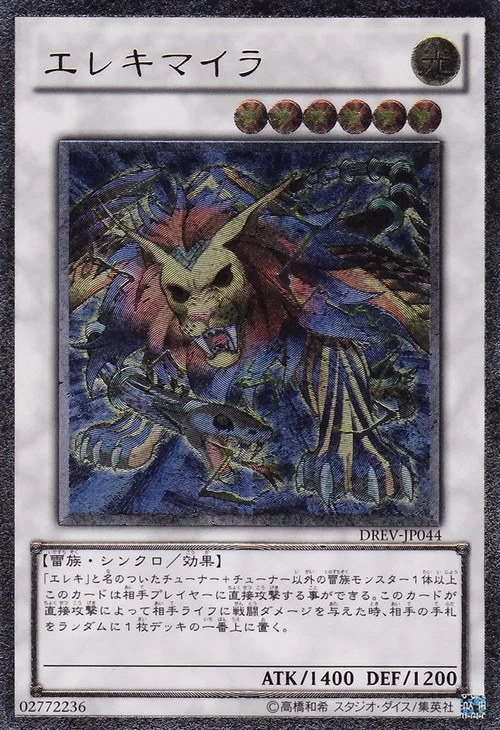 エレキマイラ
光
DREV-JP044
【雷族・シンクロ/効果】
「エレキ」と名のついたチューナー+チューナー以外の雷族モンスター1体以上
このカードは相手プレイヤーに直接攻撃する事ができる。このカードが
直接攻撃によって相手ライフに戦闘ダメージを与えた時、相手の手札
をランダムに1枚デッキの一番上に置く。
ATK/1400 DEF/1200
02772236
©高橋和希 スタジオ・ダイス/集英社